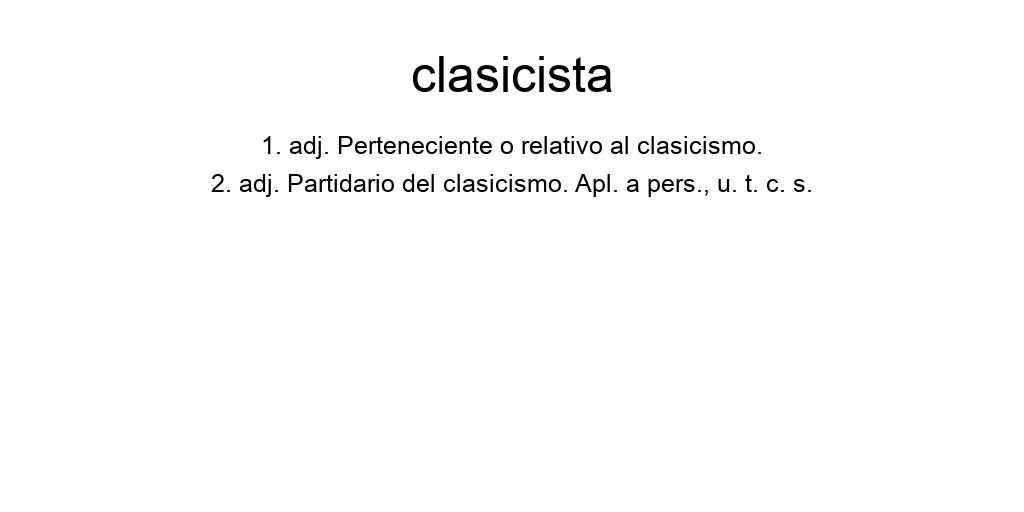 clasicista
1. adj. Perteneciente o relativo al clasicismo.
2. adj. Partidario del clasicismo. Apl. a pers., u. t. c. s.